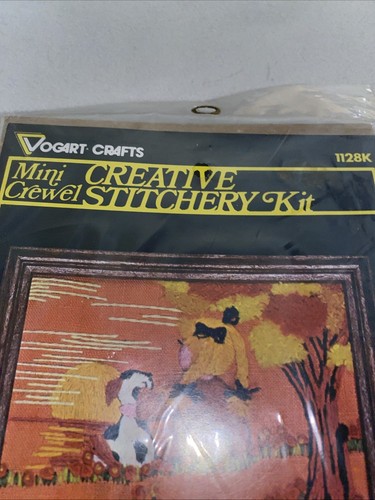 VOGART CRAFTS
1128K
Mini Crewel CREATIVE STITCHERY Kit